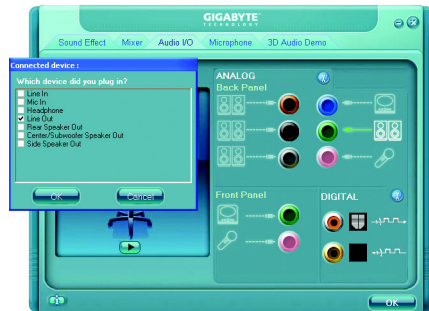 GIGABYTE
TECHNOLOGY
Sound Effect Mixer Audio I/O Microphone 3D Audio Demo
Connected device :
Which device did you plug in?
Line In
Mic In
Headphone
Line Out
Rear Speaker Out
Center/Subwoofer Speaker Out
Side Speaker Out
OK Cancel
ANALOG
Back Panel
Front Panel
DIGITAL
OK